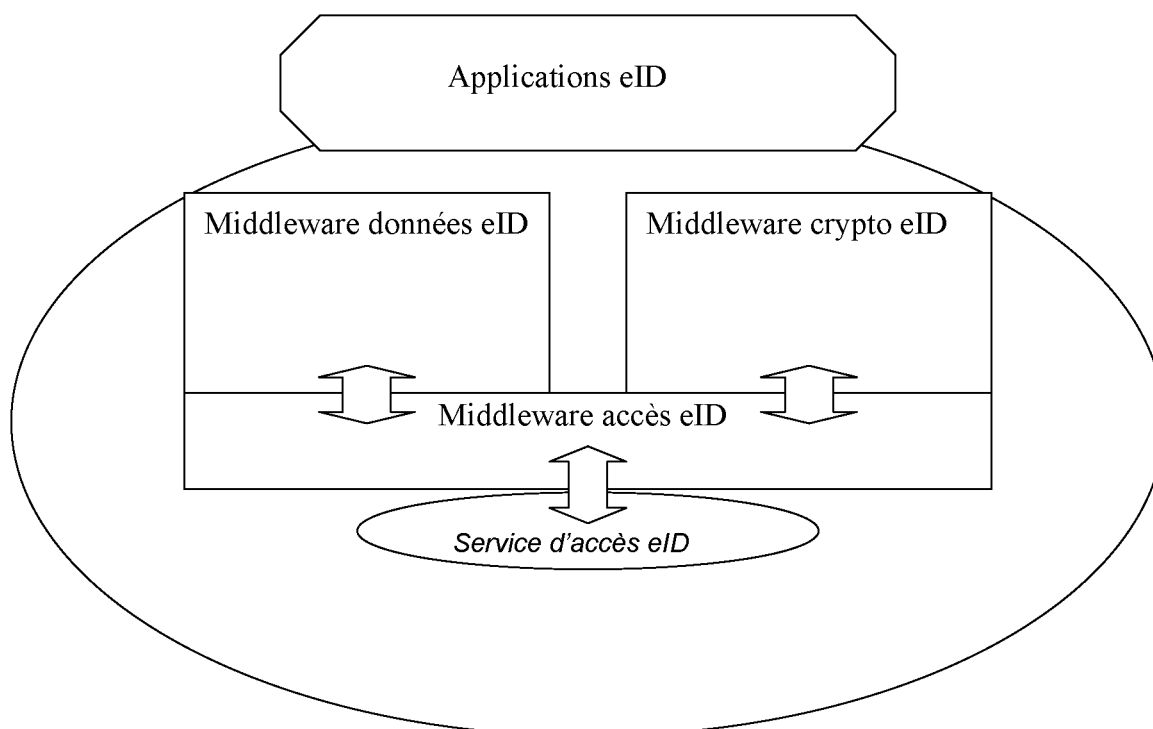 Applications eID
Middleware données eID
Middleware crypto eID
Middleware accès eID
Service d’accès eID